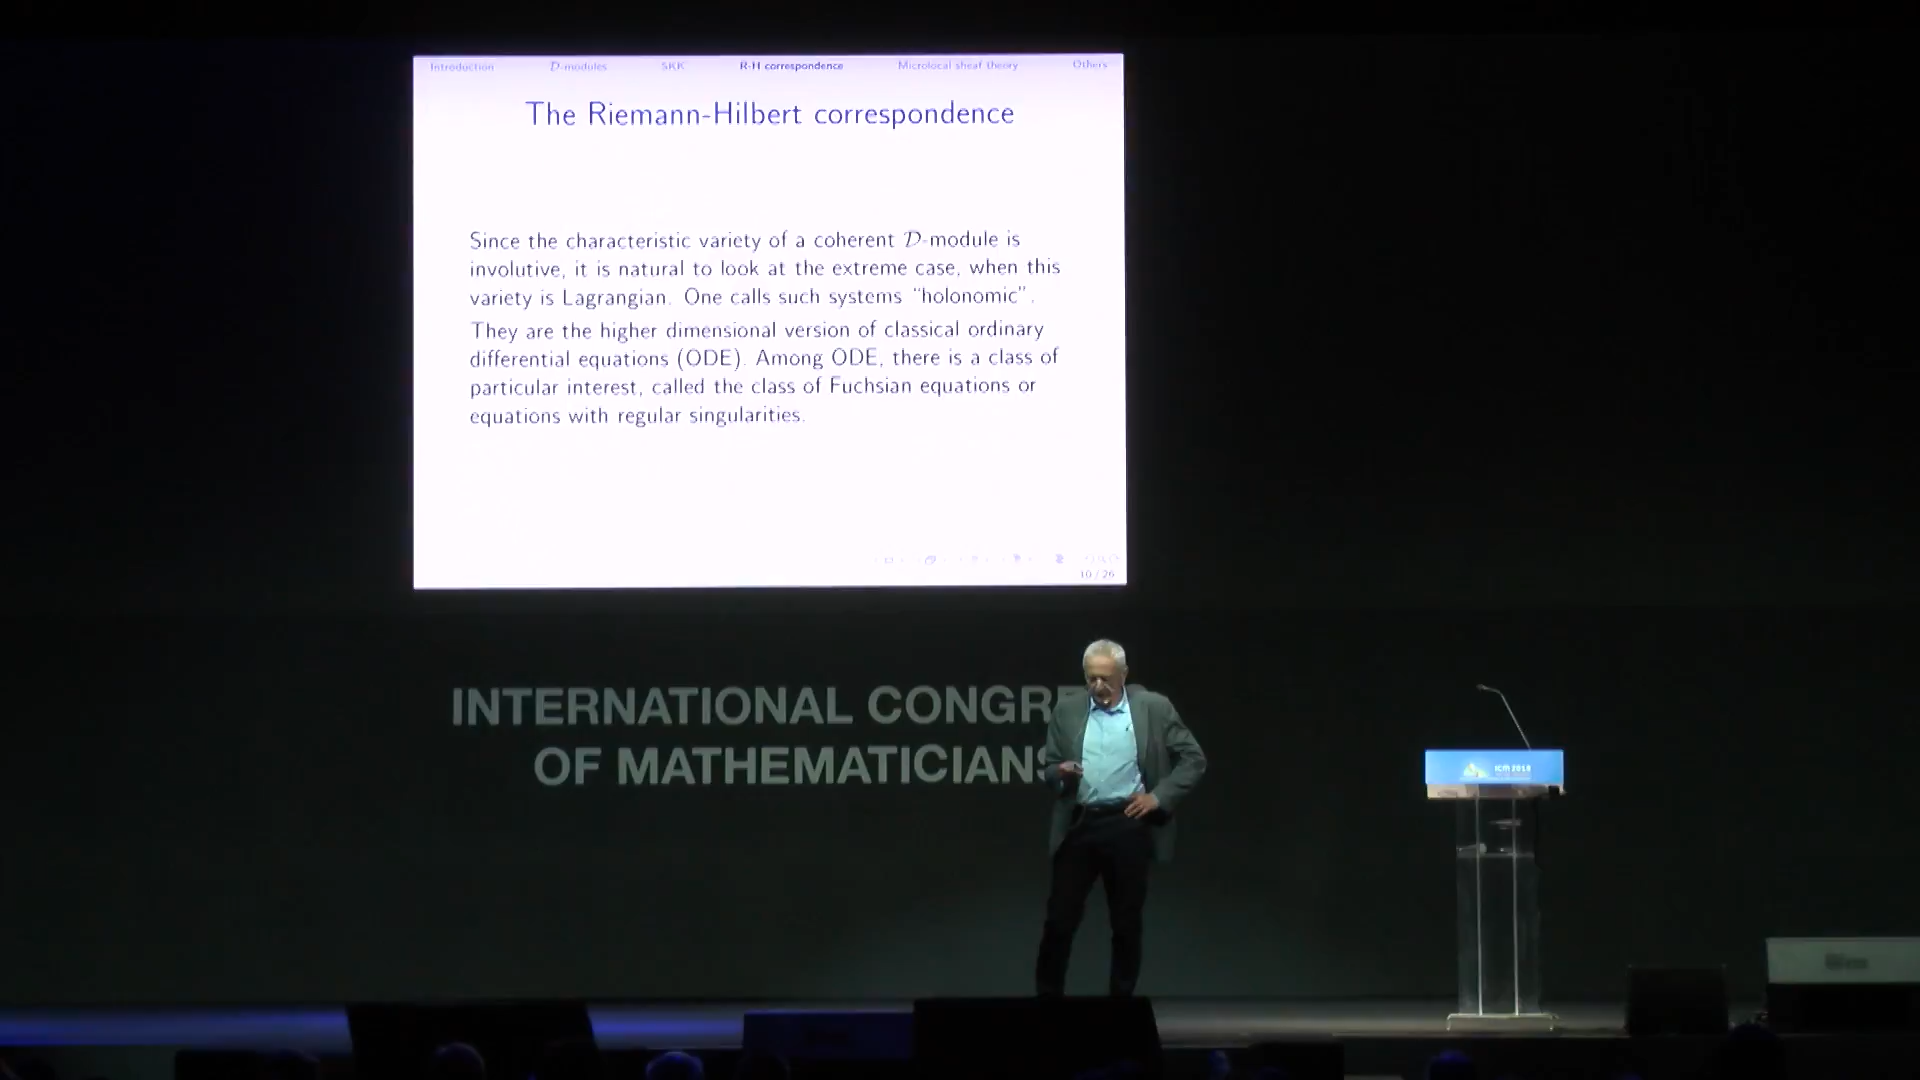 Introduction D-modules SKK R-H correspondence Microlocal sheaf theory Others
The Riemann-Hilbert correspondence
Since the characteristic variety of a coherent D-module is
involutive, it is natural to look at the extreme case, when this
variety is Lagrangian. One calls such systems “holonomic”.
They are the higher dimensional version of classical ordinary
differential equations (ODE). Among ODE, there is a class of
particular interest, called the class of Fuchsian equations or
equations with regular singularities.
10 / 26
INTERNATIONAL CONGRE
OF MATHEMATICIANS
ICM 2018